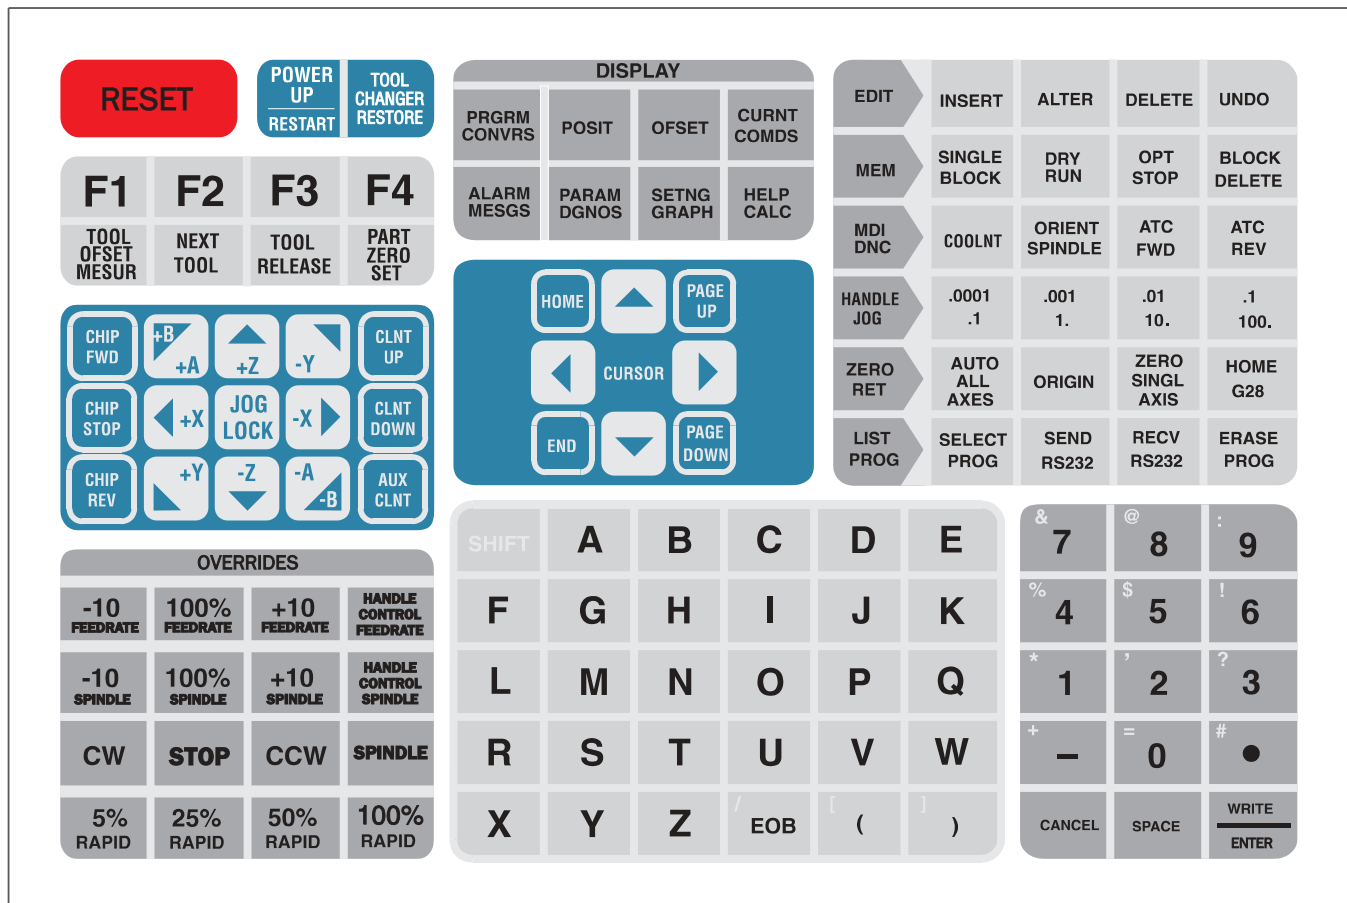 RESET
POWER
UP
RESTART
TOOL
CHANGER
RESTORE
F1
F2
F3
F4
TOOL
OFSET
MESUR
NEXT
TOOL
TOOL
RELEASE
PART
ZERO
SET
CHIP
FWD
+B
+A
+Z
-Y
CLNT
UP
CHIP
STOP
+X
JOG
LOCK
-X
CLNT
DOWN
CHIP
REV
+Y
-Z
-A
-B
AUX
CLNT
OVERRIDES
-10
FEEDRATE
100%
FEEDRATE
+10
FEEDRATE
HANDLE
CONTROL
FEEDRATE
-10
SPINDLE
100%
SPINDLE
+10
SPINDLE
HANDLE
CONTROL
SPINDLE
CW
STOP
CCW
SPINDLE
5%
RAPID
25%
RAPID
50%
RAPID
100%
RAPID
DISPLAY
PRGRM
CONVRS
POSIT
OFSET
CURNT
COMDS
ALARM
MESGS
PARAM
DGNOS
SETNG
GRAPH
HELP
CALC
HOME
PAGE
UP
CURSOR
END
PAGE
DOWN
EDIT
INSERT
ALTER
DELETE
UNDO
MEM
SINGLE
BLOCK
DRY
RUN
OPT
STOP
BLOCK
DELETE
MDI
DNC
COOLNT
ORIENT
SPINDLE
ATC
FWD
ATC
REV
HANDLE
JOG
.0001
.1
.001
1.
.01
10.
.1
100.
ZERO
RET
AUTO
ALL
AXES
ORIGIN
ZERO
SINGL
AXIS
HOME
G28
LIST
PROG
SELECT
PROG
SEND
RS232
RECV
RS232
ERASE
PROG
SHIFT
A
B
C
D
E
F
G
H
I
J
K
L
M
N
O
P
Q
R
S
T
U
V
W
X
Y
Z
/
EOB
[
(
]
)
&
7
@
8
:
9
%
4
$
5
!
6
*
1
,
2
?
3
+
–
=
0
#
●
CANCEL
SPACE
WRITE
ENTER